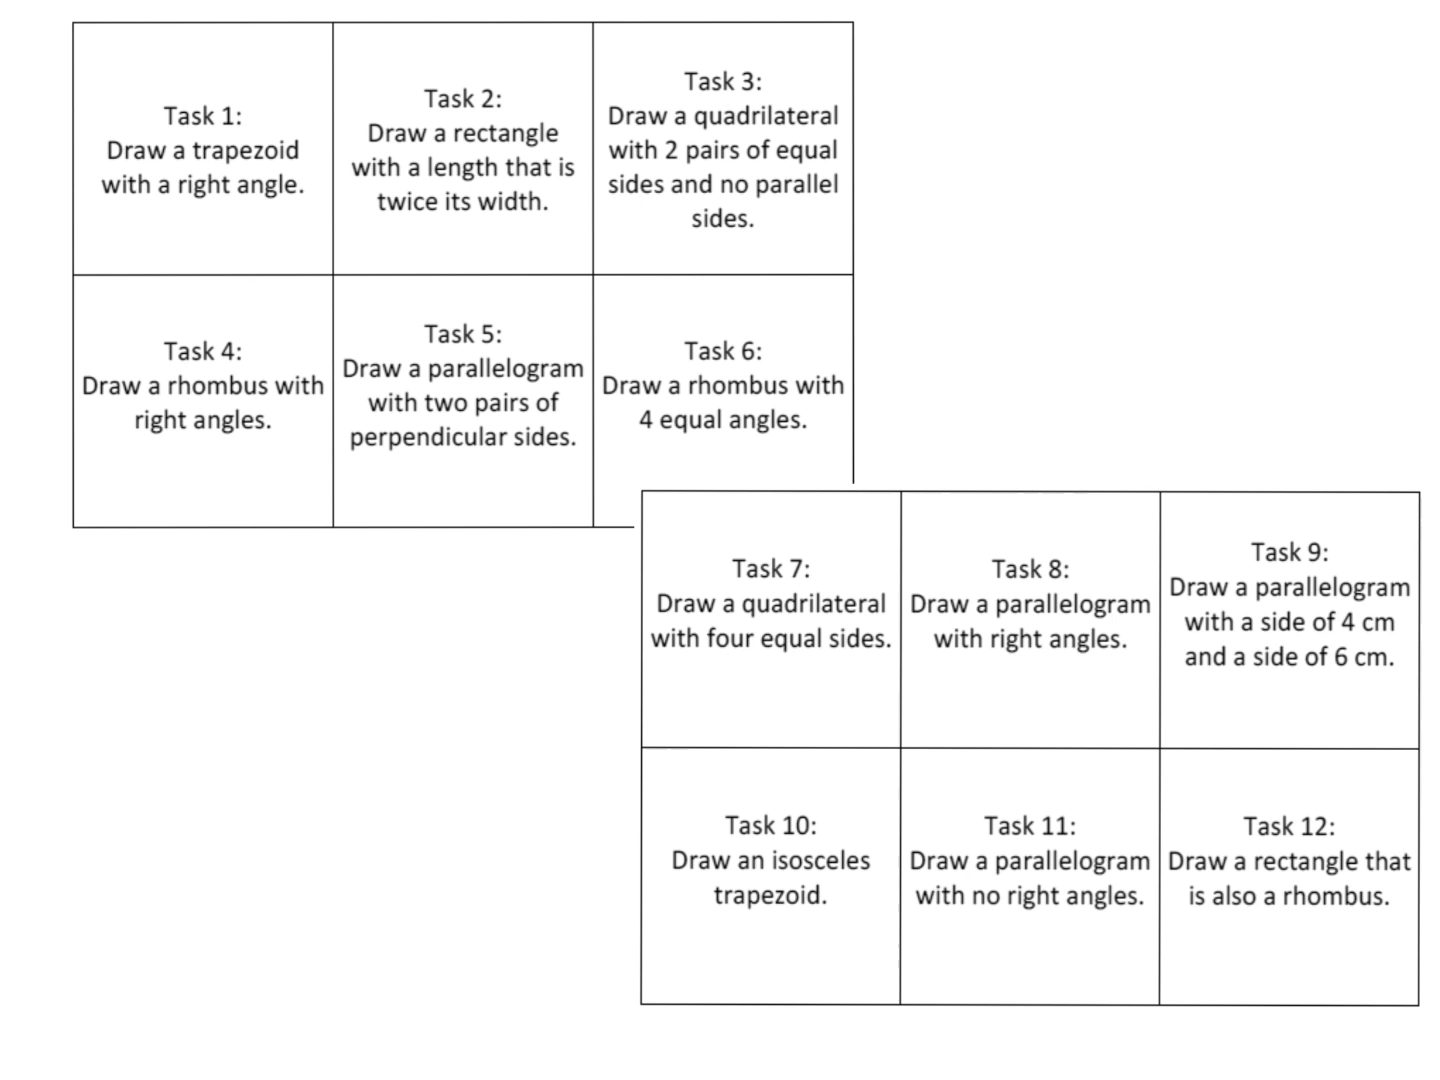 Task 1:
Draw a trapezoid
with a right angle.
Task 2:
Draw a rectangle
with a length that is
twice its width.
Task 3:
Draw a quadrilateral
with 2 pairs of equal
sides and no parallel
sides.
Task 4:
Draw a rhombus with
right angles.
Task 5:
Draw a parallelogram
with two pairs of
perpendicular sides.
Task 6:
Draw a rhombus with
4 equal angles.
Task 7:
Draw a quadrilateral
with four equal sides.
Task 8:
Draw a parallelogram
with right angles.
Task 9:
Draw a parallelogram
with a side of 4 cm
and a side of 6 cm.
Task 10:
Draw an isosceles
trapezoid.
Task 11:
Draw a parallelogram
with no right angles.
Task 12:
Draw a rectangle that
is also a rhombus.